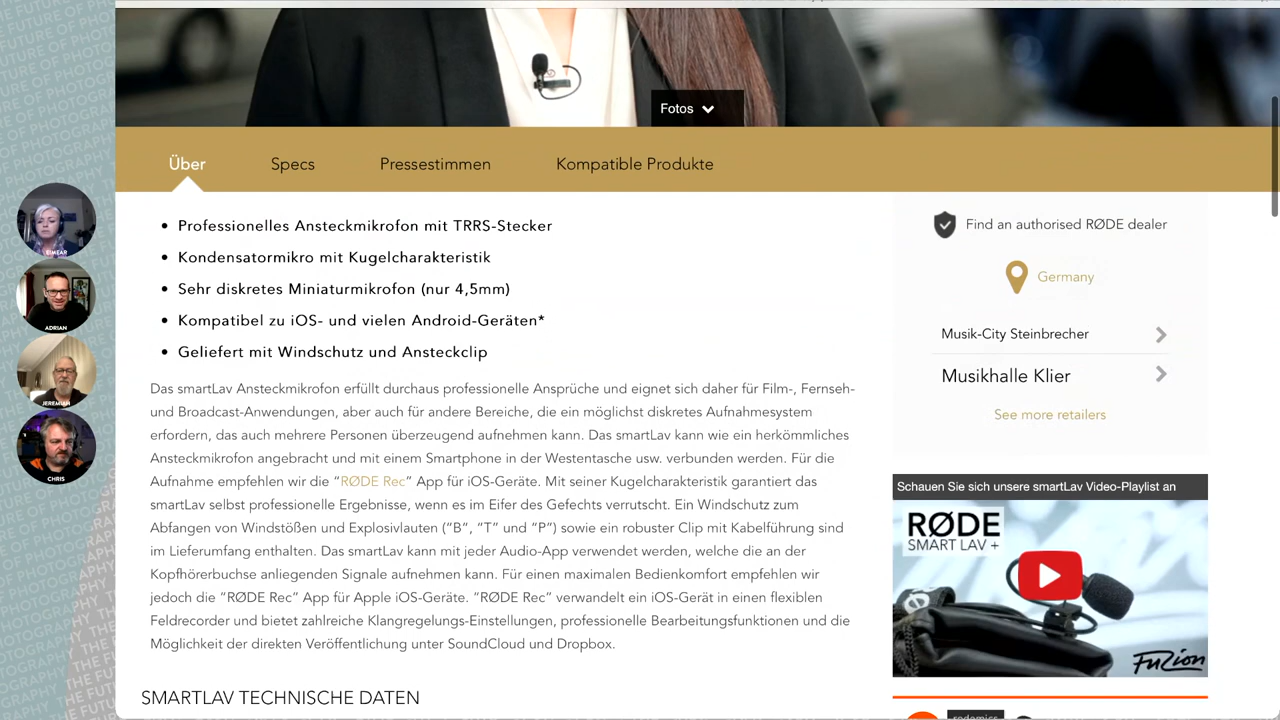 Fotos
Über
Specs
Pressestimmen
Kompatible Produkte
Professionelles Ansteckmikrofon mit TRRS-Stecker
Kondensatormikro mit Kugelcharakteristik
Sehr diskretes Miniaturmikrofon (nur 4,5mm)
Kompatibel zu iOS- und vielen Android-Geräten*
Geliefert mit Windschutz und Ansteckclip
Das smartLav Ansteckmikrofon erfüllt durchaus professionelle Ansprüche und eignet sich daher für Film-, Fernseh-
und Broadcast-Anwendungen, aber auch für andere Bereiche, die ein möglichst diskretes Aufnahmesystem
erfordern, das auch mehrere Personen überzeugend aufnehmen kann. Das smartLav kann wie ein herkömmliches
Ansteckmikrofon angebracht und mit einem Smartphone in der Westentasche usw. verbunden werden. Für die
Aufnahme empfehlen wir die “RØDE Rec” App für iOS-Geräte. Mit seiner Kugelcharakteristik garantiert das
smartLav selbst professionelle Ergebnisse, wenn es im Eifer des Gefechts verrutscht. Ein Windschutz zum
Abfangen von Windstößen und Explosivlauten (“B”, “T” und “P”) sowie ein robuster Clip mit Kabelführung sind
im Lieferumfang enthalten. Das smartLav kann mit jeder Audio-App verwendet werden, welche die an der
Kopfhörerbuchse anliegenden Signale aufnehmen kann. Für einen maximalen Bedienkomfort empfehlen wir
jedoch die “RØDE Rec” App für Apple iOS-Geräte. “RØDE Rec” verwandelt ein iOS-Gerät in einen flexiblen
Feldrecorder und bietet zahlreiche Klangregelungs-Einstellungen, professionelle Bearbeitungsfunktionen und die
Möglichkeit der direkten Veröffentlichung unter SoundCloud und Dropbox.
SMARTLAV TECHNISCHE DATEN
Find an authorised RØDE dealer
Germany
Musik-City Steinbrecher
Musikhalle Klier
See more retailers
Schauen Sie sich unsere smartLav Video-Playlist an
RØDE
SMART LAV +
Fuzion
rodemics
EIMEAR
ADRIAN
JEREMIAH
CHRIS